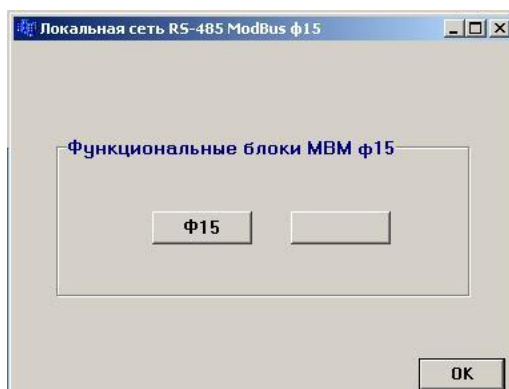 Локальная сеть RS-485 ModBus ф15
Функциональные блоки МВМ ф15
Ф15
OK